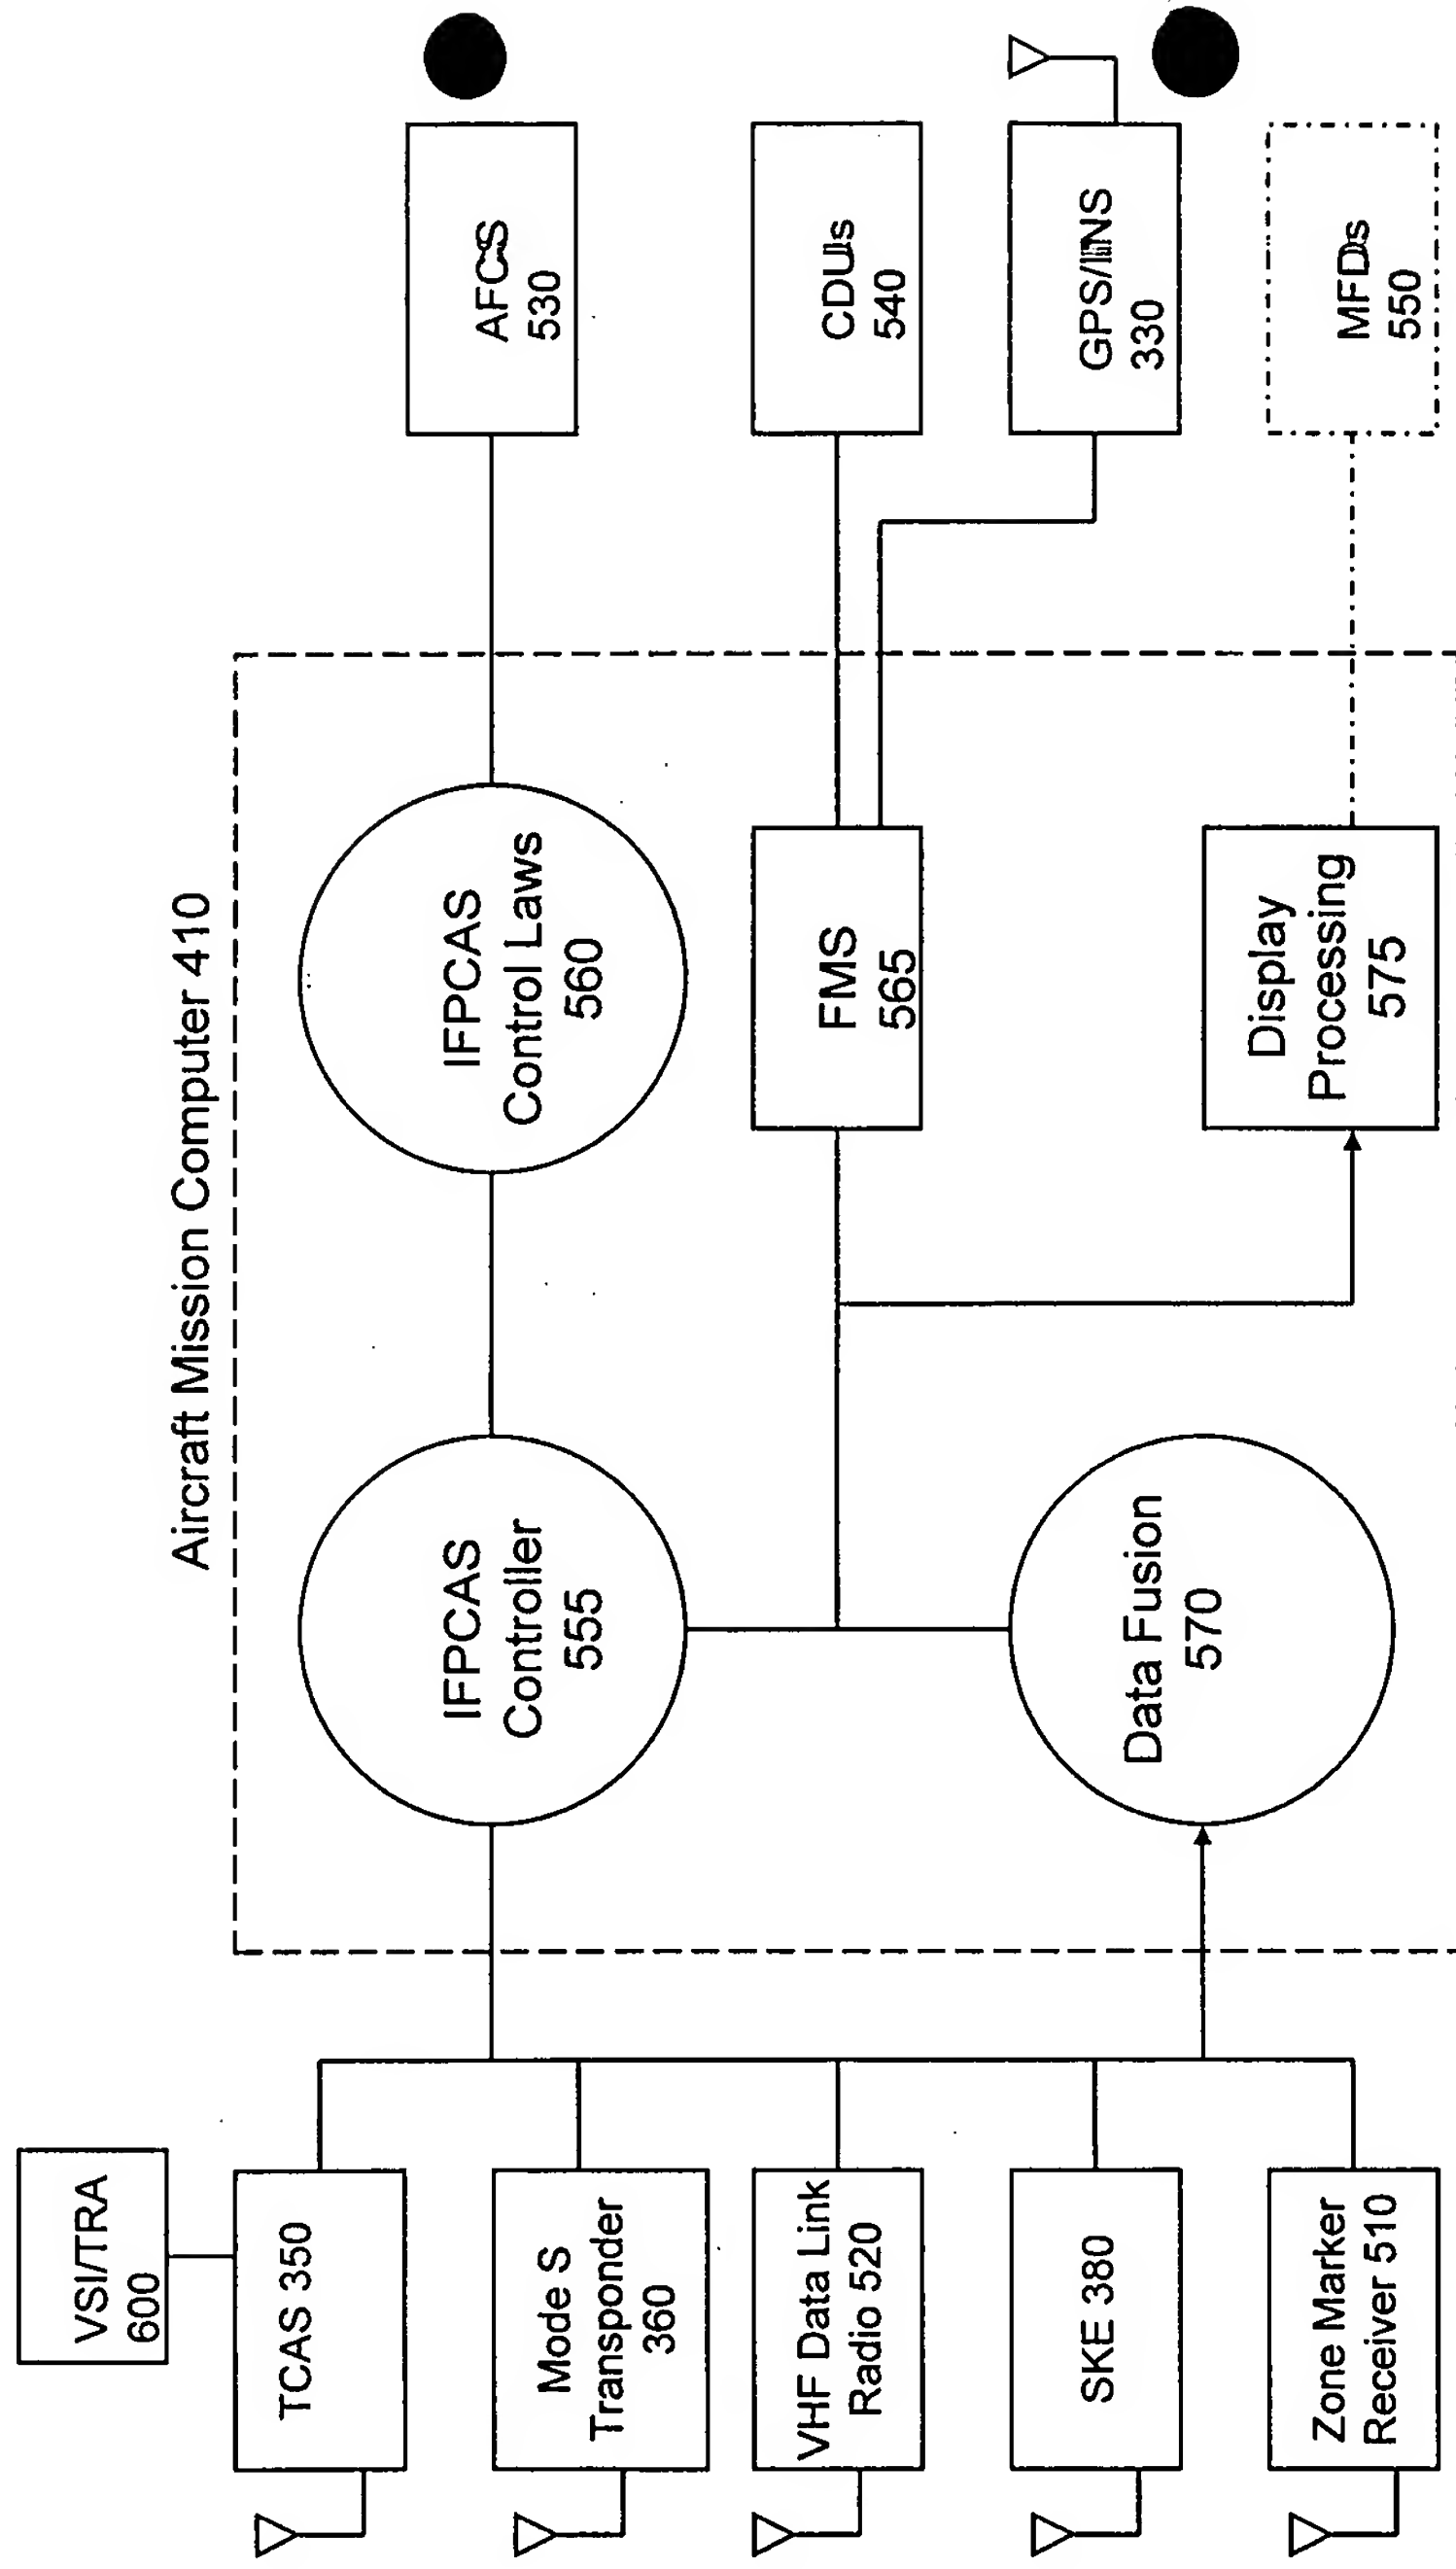 Aircraft Mission Computer 410
VSI/TRA
600
TCAS 350
Mode S
Transponder
360
VHF Data Link
Radio 520
SKE 380
Zone Marker
Receiver 510
IFPCAS
Controller
555
Data Fusion
570
IFPCAS
Control Laws
560
FMS
565
Display
Processing
575
AFCS
530
CDUs
540
GPS/INS
330
MFDs
550